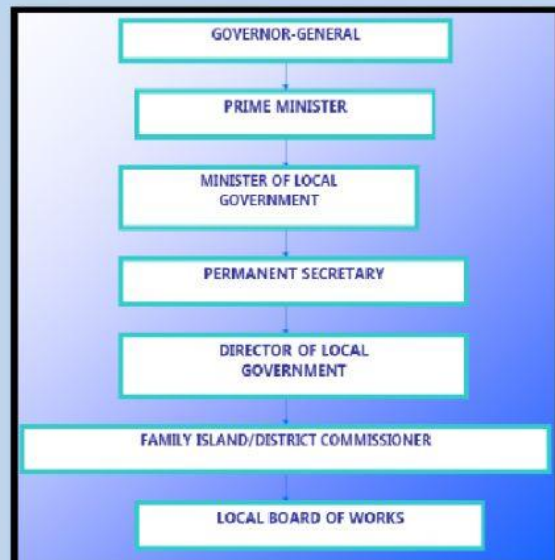 GOVERNOR-GENERAL
PRIME MINISTER
MINISTER OF LOCAL
GOVERNMENT
PERMANENT SECRETARY
DIRECTOR OF LOCAL
GOVERNMENT
FAMILY ISLAND/DISTRICT COMMISSIONER
LOCAL BOARD OF WORKS